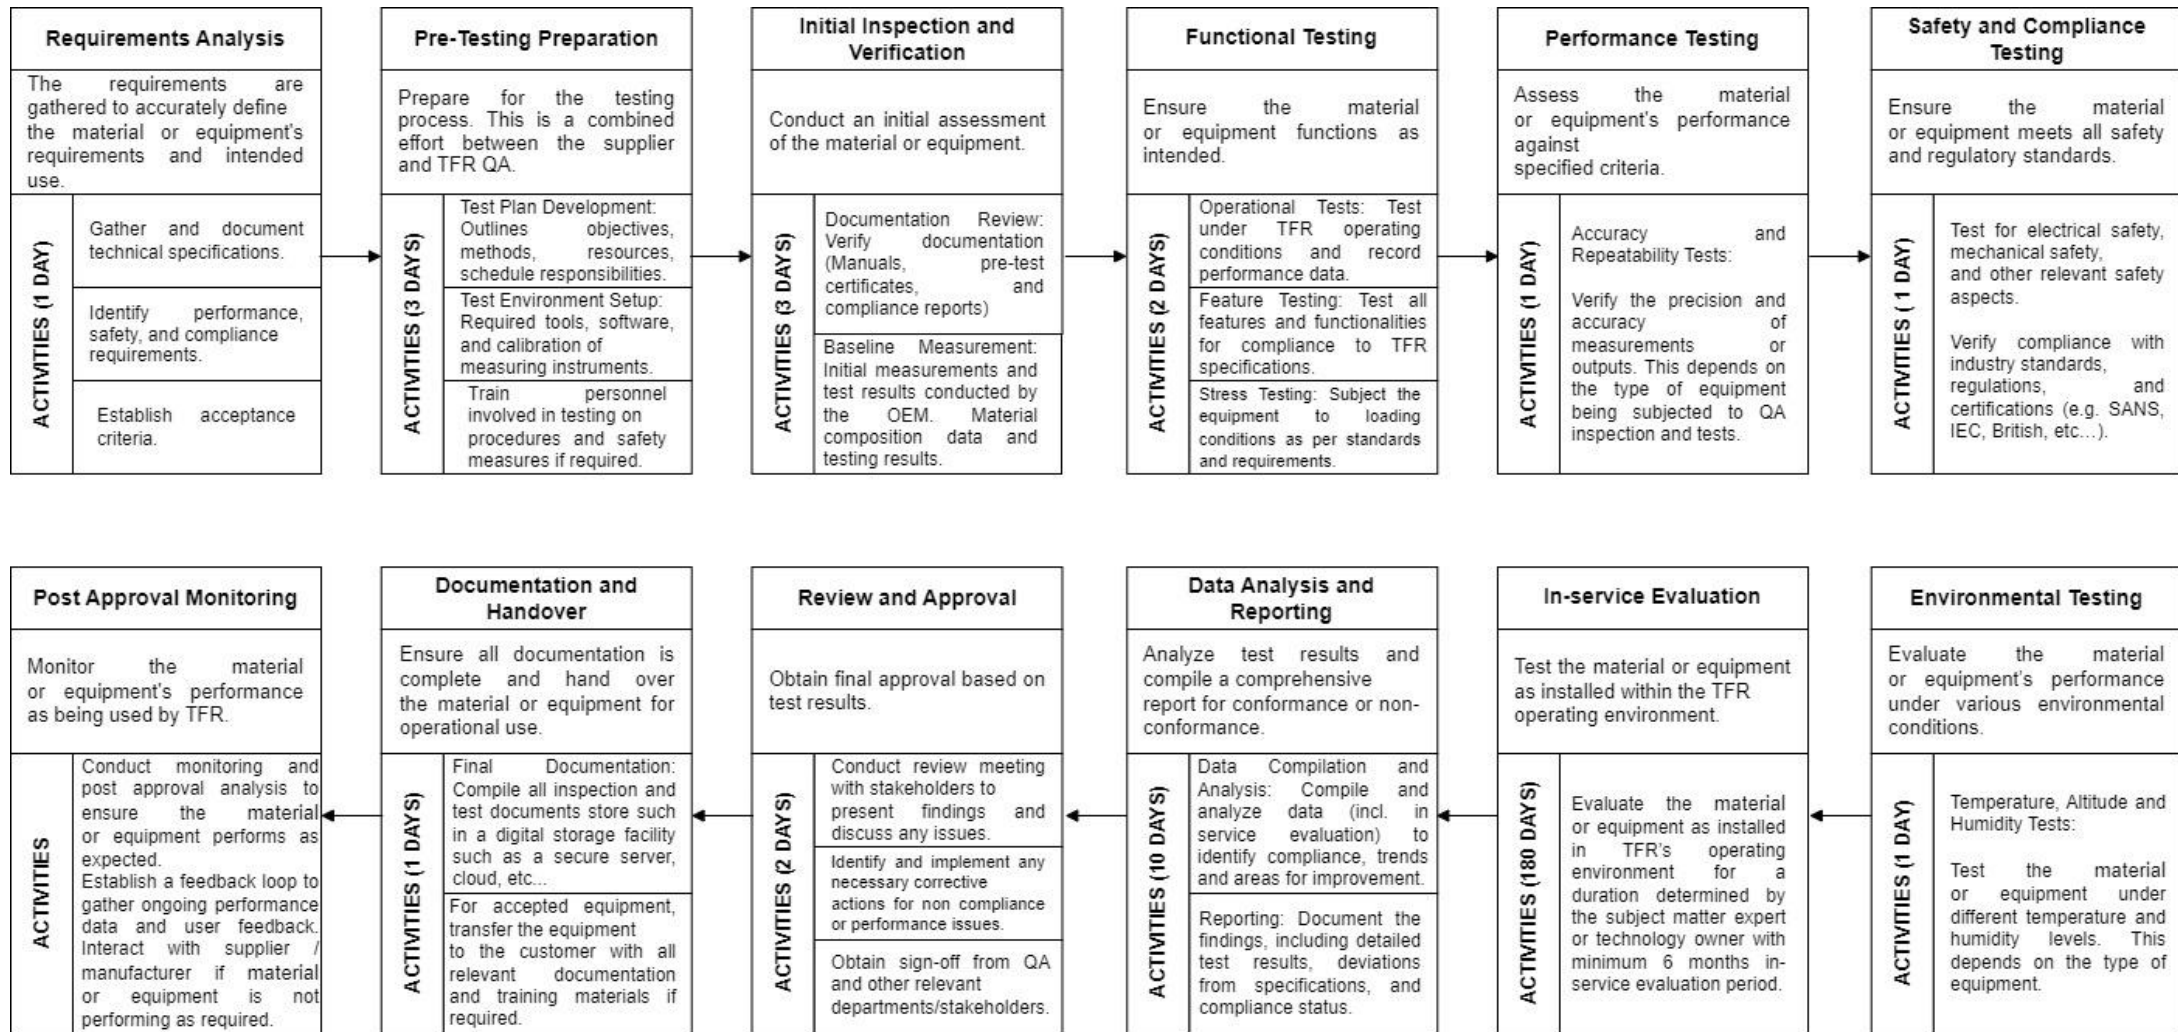 Requirements Analysis
The requirements are
gathered to accurately define
the material or equipment's
requirements and intended
use.
ACTIVITIES (1 DAY)
Gather and document
technical specifications.
Identify performance,
safety, and compliance
requirements.
Establish acceptance
criteria.
Pre-Testing Preparation
Prepare for the testing
process. This is a combined
effort between the supplier
and TFR QA.
ACTIVITIES (3 DAYS)
Test Plan Development:
Outlines objectives,
methods, resources,
schedule responsibilities.
Test Environment Setup:
Required tools, software,
and calibration of
measuring instruments.
Train personnel
involved in testing on
procedures and safety
measures if required.
Initial Inspection and
Verification
Conduct an initial assessment
of the material or equipment.
ACTIVITIES (3 DAYS)
Documentation Review:
Verify documentation
(Manuals, pre-test
certificates, and
compliance reports)
Baseline Measurement:
Initial measurements and
test results conducted by
the OEM. Material
composition data and
testing results.
Functional Testing
Ensure the material
or equipment functions as
intended.
ACTIVITIES (2 DAYS)
Operational Tests: Test
under TFR operating
conditions and record
performance data.
Feature Testing: Test all
features and functionalities
for compliance to TFR
specifications.
Stress Testing: Subject the
equipment to loading
conditions as per standards
and requirements.
Performance Testing
Assess the material
or equipment's performance
against
specified criteria.
ACTIVITIES (1 DAY)
Accuracy and
Repeatability Tests:
Verify the precision and
accuracy of
measurements or
outputs. This depends on
the type of equipment
being subjected to QA
inspection and tests.
Safety and Compliance
Testing
Ensure the material
or equipment meets all safety
and regulatory standards.
ACTIVITIES ( 1 DAY)
Test for electrical safety,
mechanical safety,
and other relevant safety
aspects.
Verify compliance with
industry standards,
regulations, and
certifications (e.g. SANS,
IEC, British, etc...).
Post Approval Monitoring
Monitor the material
or equipment's performance
as being used by TFR.
ACTIVITIES
Conduct monitoring and
post approval analysis to
ensure the material
or equipment performs as
expected.
Establish a feedback loop to
gather ongoing performance
data and user feedback.
Interact with supplier /
manufacturer if material
or equipment is not
performing as required.
Documentation and
Handover
Ensure all documentation is
complete and hand over
the material or equipment for
operational use.
ACTIVITIES (1 DAYS)
Final Documentation:
Compile all inspection and
test documents store such
in a digital storage facility
such as a secure server,
cloud, etc...
For accepted equipment,
transfer the equipment
to the customer with all
relevant documentation
and training materials if
required.
Review and Approval
Obtain final approval based on
test results.
ACTIVITIES (2 DAYS)
Conduct review meeting
with stakeholders to
present findings and
discuss any issues.
Identify and implement any
necessary corrective
actions for non compliance
or performance issues.
Obtain sign-off from QA
and other relevant
departments/stakeholders.
Data Analysis and
Reporting
Analyze test results and
compile a comprehensive
report for conformance or non-
conformance.
ACTIVITIES (10 DAYS)
Data Compilation and
Analysis: Compile and
analyze data (incl. in
service evaluation) to
identify compliance, trends
and areas for improvement.
Reporting: Document the
findings, including detailed
test results, deviations
from specifications, and
compliance status.
In-service Evaluation
Test the material or equipment
as installed within the TFR
operating environment.
ACTIVITIES (180 DAYS)
Evaluate the material
or equipment as installed
in TFR's operating
environment for a
duration determined by
the subject matter expert
or technology owner with
minimum 6 months in-
service evaluation period.
Environmental Testing
Evaluate the material
or equipment's performance
under various environmental
conditions.
ACTIVITIES (1 DAY)
Temperature, Altitude and
Humidity Tests:
Test the material
or equipment under
different temperature and
humidity levels. This
depends on the type of
equipment.